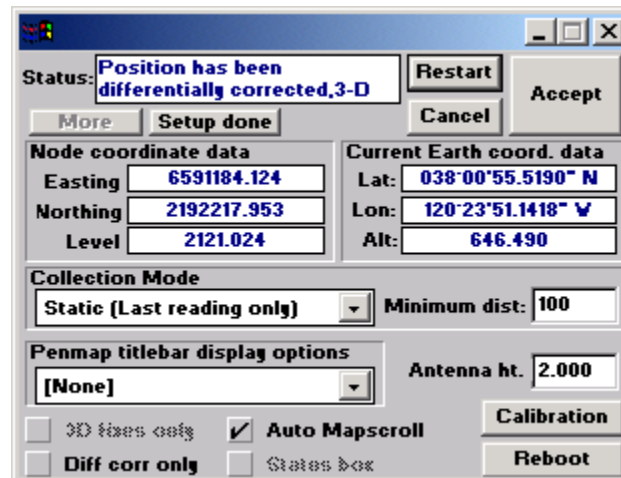 Status: Position has been
differentially corrected,3-D
Restart
Accept
More
Setup done
Cancel
Node coordinate data
Easting 6591184.124
Northing 2192217.953
Level 2121.024
Current Earth coord. data
Lat: 038°00'55.5190" N
Lon: 120°23'51.1418" W
Alt: 646.490
Collection Mode
Static (Last reading only)
Minimum dist: 100
Penmap titlebar display options
[None]
Antenna ht. 2.000
3D fixes only
Auto Mapscroll
Calibration
Diff corr only
States box
Reboot